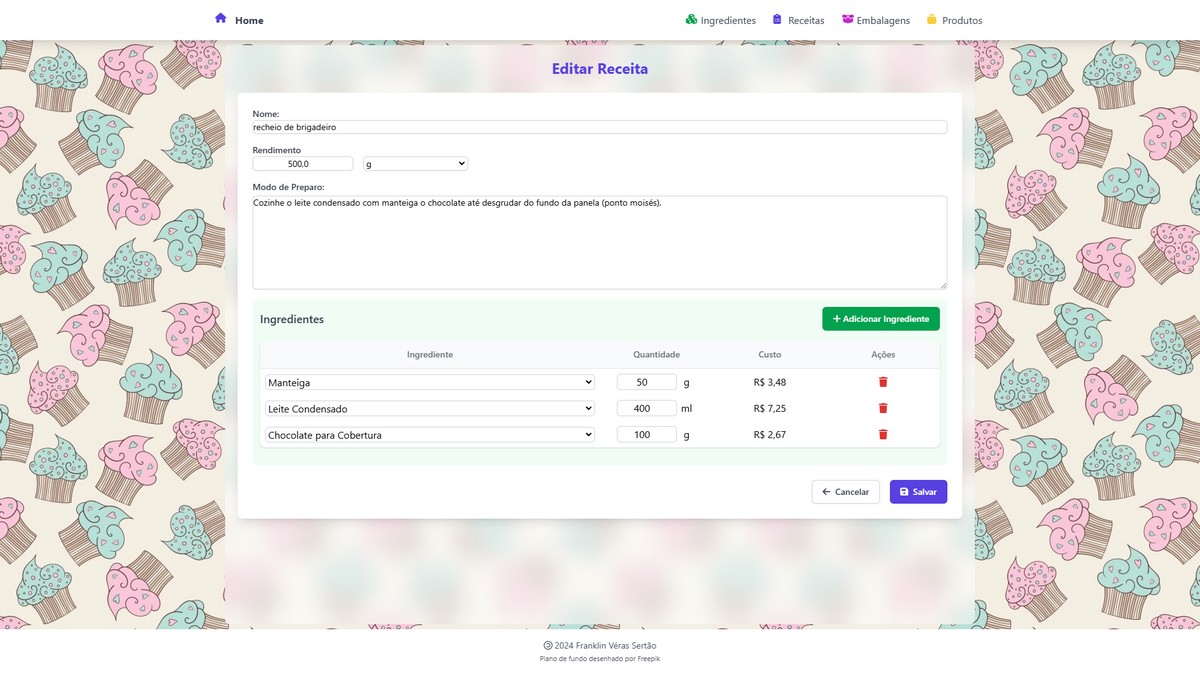 Home Ingredientes Receitas Embalagens Produtos
Editar Receita
Nome:
recheio de brigadeiro
Rendimento
500,0 g
Modo de Preparo:
Cozinhe o leite condensado com manteiga o chocolate até desgrudar do fundo da panela (ponto moisés).
Ingredientes + Adicionar Ingrediente
Ingrediente Quantidade Custo Ações
Manteiga 50 g R$ 3,48
Leite Condensado 400 ml R$ 7,25
Chocolate para Cobertura 100 g R$ 2,67
← Cancelar Salvar
2024 Franklin Véras Sertão
Plano de fundo desenhado por Freepik